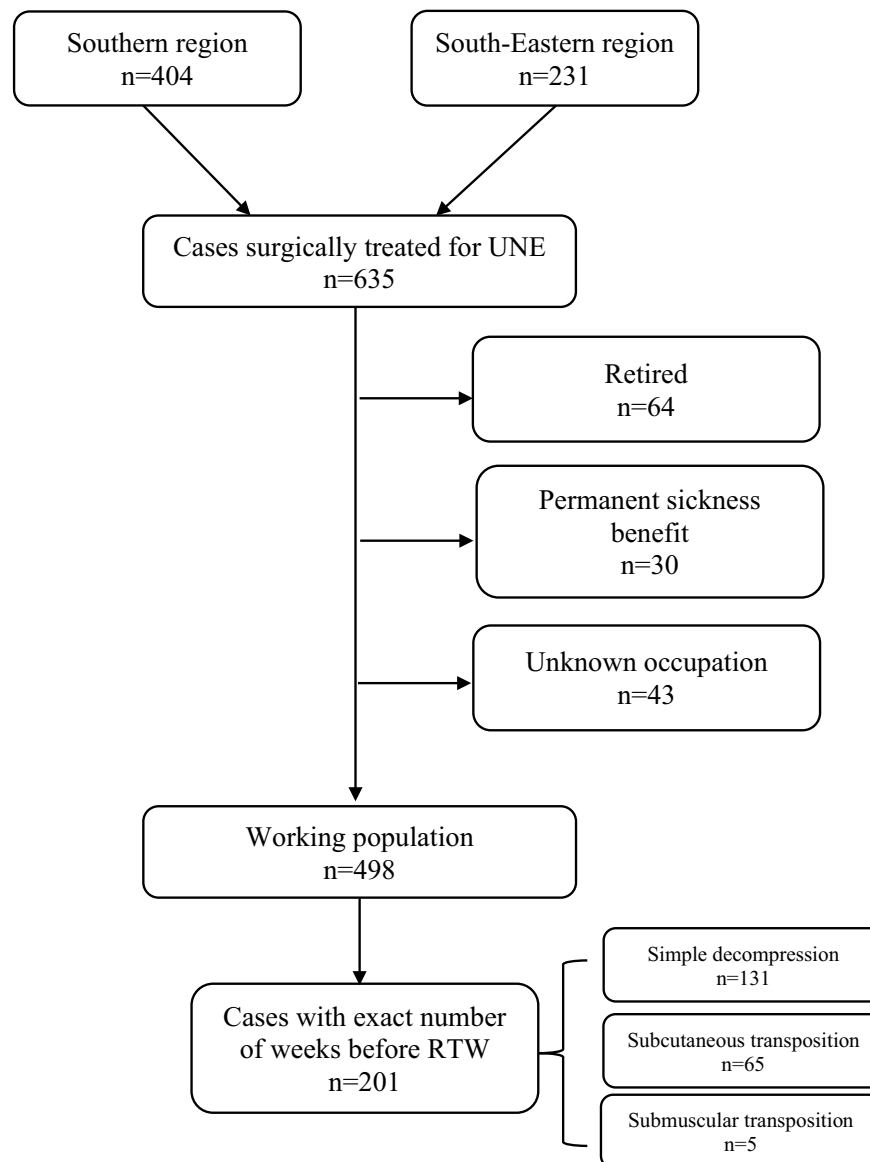 Southern region
n=404
South-Eastern region
n=231
Cases surgically treated for UNE
n=635
Retired
n=64
Permanent sickness
benefit
n=30
Unknown occupation
n=43
Working population
n=498
Cases with exact number
of weeks before RTW
n=201
Simple decompression
n=131
Subcutaneous transposition
n=65
Submuscular transposition
n=5